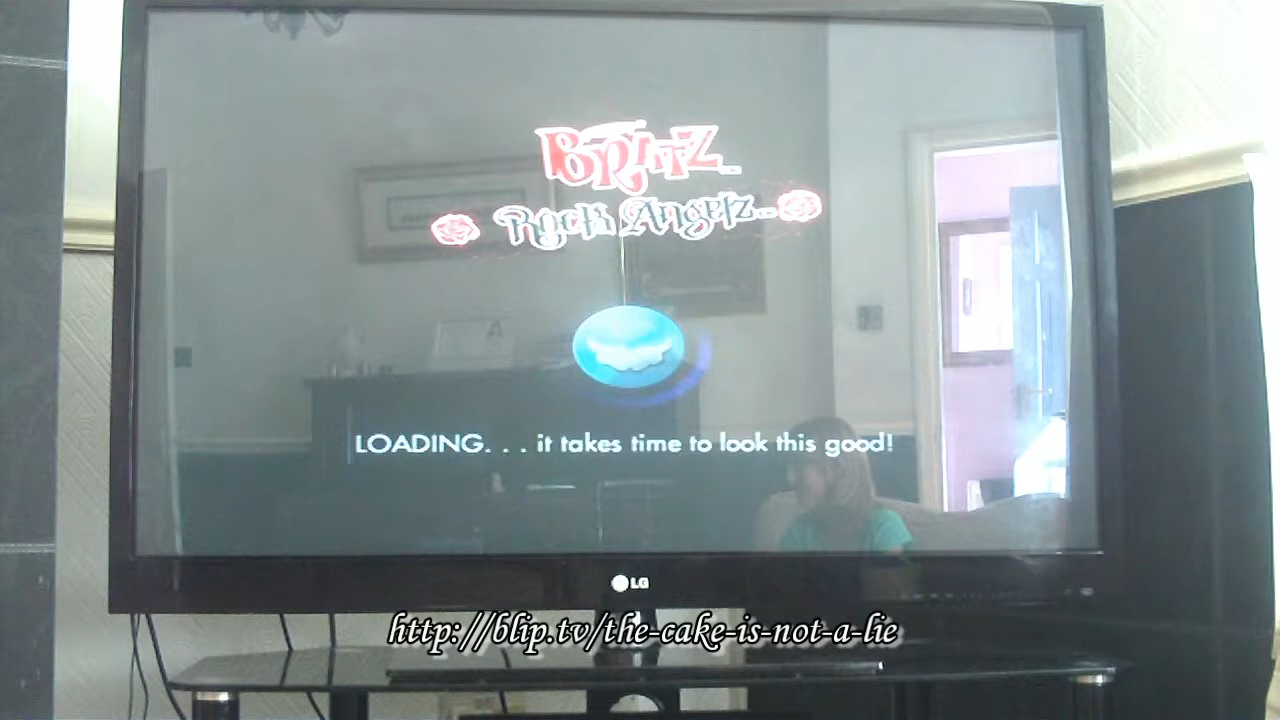 BRATZ
Rock Angelz
LOADING. . . it takes time to look this good!
LG
http://blip.tv/the-cake-is-not-a-lie